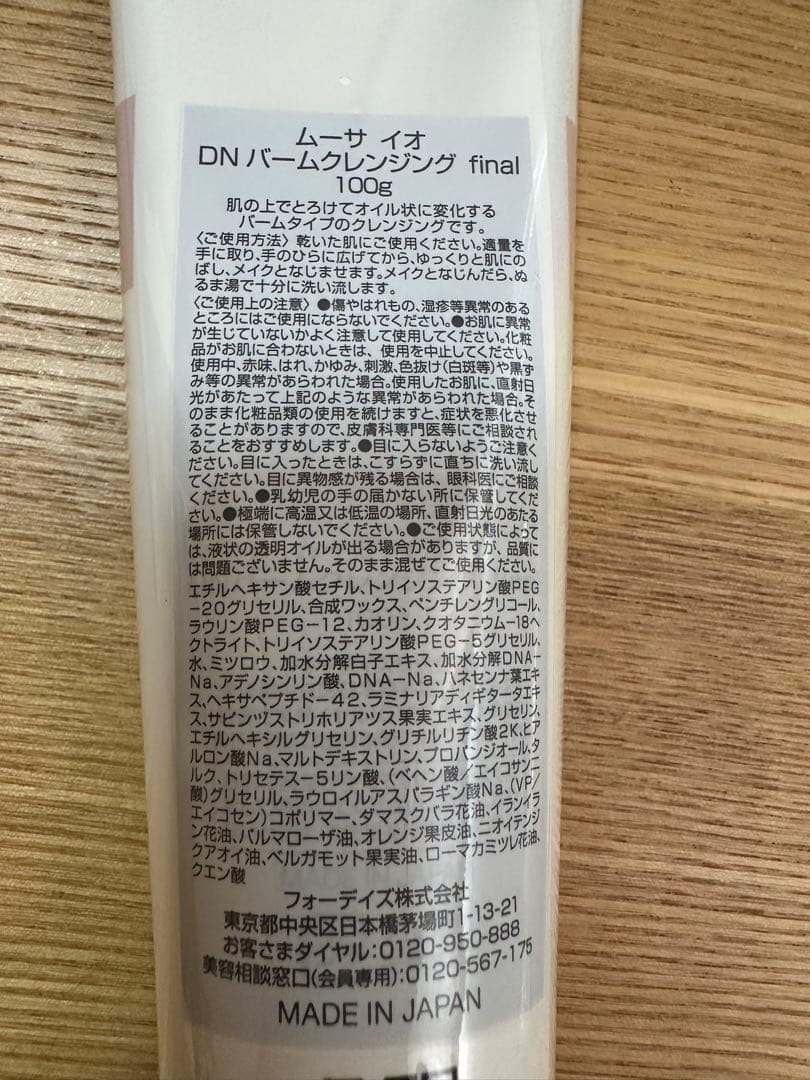 ムーサ イオ
DN バームクレンジング final
100g
肌の上でとろけてオイル状に変化する
バームタイプのクレンジングです。
〈ご使用方法〉乾いた肌にご使用ください。適量を
手に取り、手のひらに広げてから、ゆっくりと肌にの
ばし、メイクとなじませます。メイクとなじんだら、ぬ
るま湯で十分に洗い流します。
〈ご使用上の注意〉●傷やはれもの、湿疹等異常のある
ところにはご使用にならないでください。●お肌に異常
が生じていないかよく注意して使用してください。化粧
品がお肌に合わないときは、使用を中止してください。
使用中、赤味、はれ、かゆみ、刺激、色抜け(白斑等)や黒ず
み等の異常があらわれた場合。使用したお肌に、直射日
光があたって上記のような異常があらわれた場合。そ
のまま化粧品類の使用を続けますと、症状を悪化させ
ることがありますので、皮膚科専門医等にご相談され
ることをおすすめします。●目に入らないようご注意く
ださい。目に入ったときは、こすらずに直ちに洗い流し
てください。目に異物感が残る場合は、眼科医にご相談
ください。●乳幼児の手の届かない所に保管してくだ
さい。●極端に高温又は低温の場所、直射日光のあたる
場所には保管しないでください。●ご使用状態によって
は、液状の透明オイルが出る場合がありますが、品質に
は問題ございません。そのまま混ぜてご使用ください。
エチルヘキサン酸セチル、トリイソステアリン酸PEG
-20グリセリル、合成ワックス、ペンチレングリコール、
ラウリン酸PEG-12、カオリン、クオタニウム-18ヘ
クトライト、トリイソステアリン酸PEG-5グリセリル、
水、ミツロウ、加水分解白子エキス、加水分解DNA-
Na、アデノシンリン酸、DNA-Na、ハネセンナ葉エキ
ス、ヘキサペプチド-42、ラミナリアディギタータエキ
ス、サピンヅストリホリアツス果実エキス、グリセリン、
エチルヘキシルグリセリン、グリチルリチン酸2K、ヒア
ルロン酸Na、マルトデキストリン、プロパンジオール、タ
ルク、トリセテス-5リン酸、(ベヘン酸/エイコサン二
酸)グリセリル、ラウロイルアスパラギン酸Na、(VP/
エイコセン)コポリマー、ダマスクバラ花油、イランイラ
ン花油、パルマローザ油、オレンジ果皮油、ニオイテンジ
クアオイ油、ベルガモット果実油、ローマカミツレ花油、
クエン酸
フォーデイズ株式会社
東京都中央区日本橋茅場町1-13-21
お客さまダイヤル:0120-950-888
美容相談窓口(会員専用):0120-567-175
MADE IN JAPAN